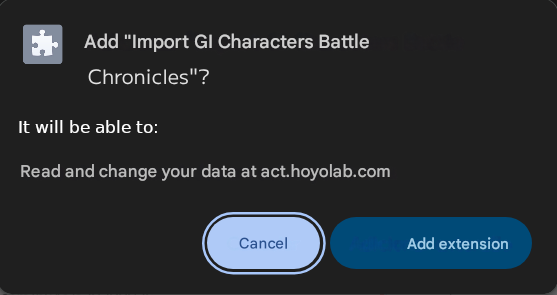 Add "Import GI Characters Battle
Chronicles"?
It will be able to:
Read and change your data at act.hoyolab.com
Cancel
Add extension